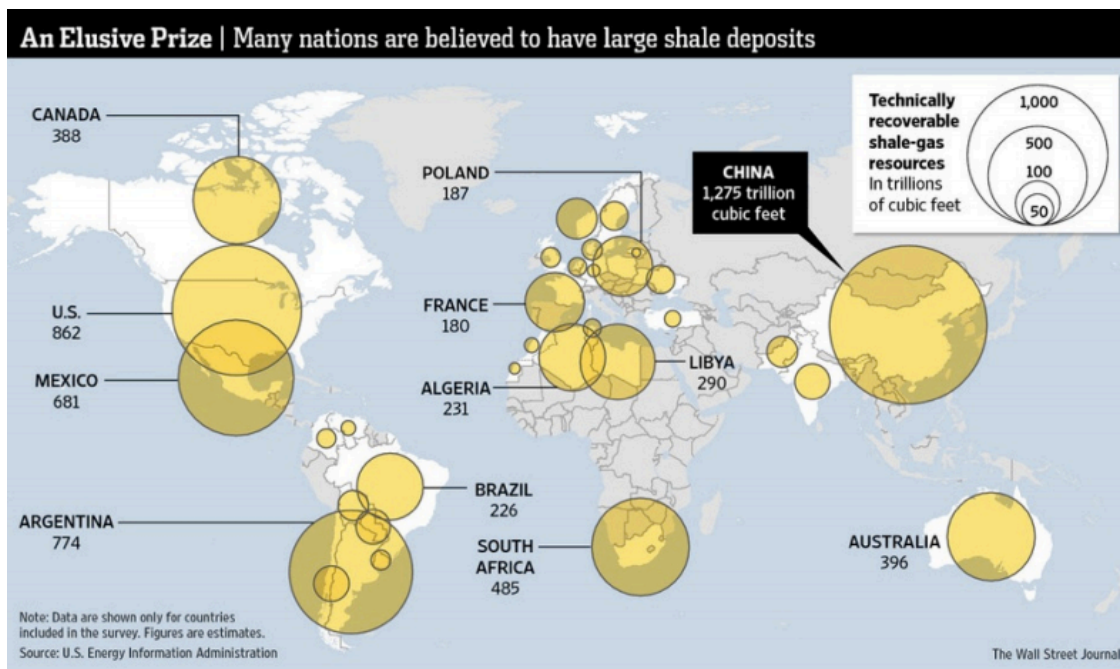 An Elusive Prize | Many nations are believed to have large shale deposits
Technically
recoverable
shale-gas
resources
In trillions
of cubic feet
1,000
500
100
50
CANADA
388
POLAND
187
CHINA
1,275 trillion
cubic feet
U.S.
862
FRANCE
180
MEXICO
681
ALGERIA
231
LIBYA
290
ARGENTINA
774
BRAZIL
226
SOUTH
AFRICA
485
AUSTRALIA
396
Note: Data are shown only for countries
included in the survey. Figures are estimates.
Source: U.S. Energy Information Administration
The Wall Street Journal